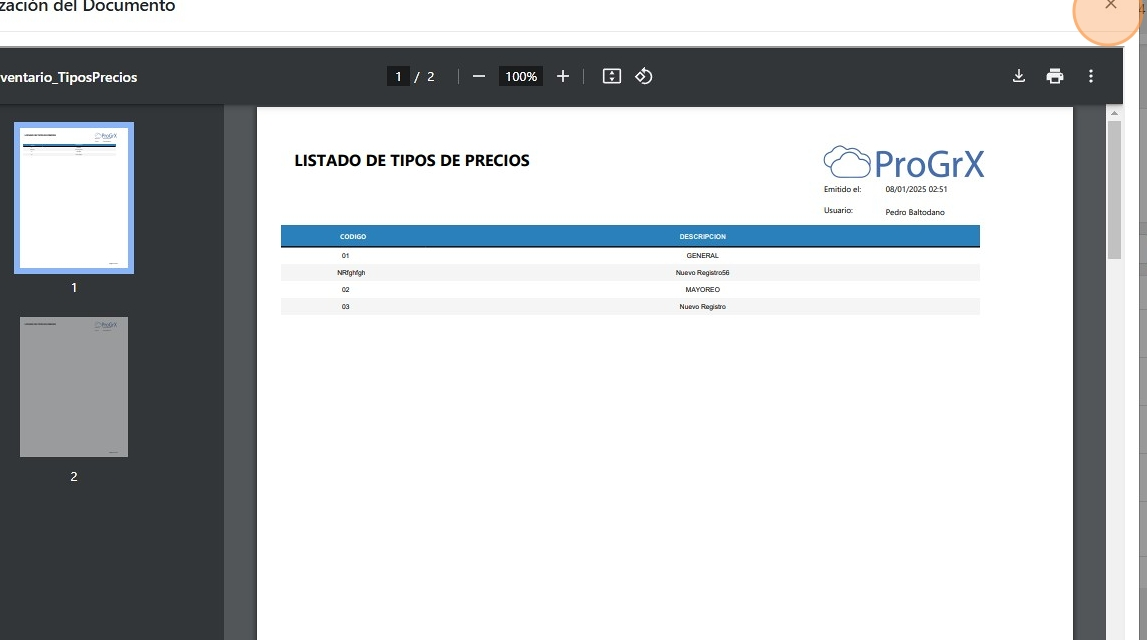 zación del Documento
ventario_TiposPrecios
1 / 2
100%
1
2
LISTADO DE TIPOS DE PRECIOS
ProGrX
Emitido el: 08/01/2025 02:51
Usuario: Pedro Baltodano
CODIGO DESCRIPCION
01 GENERAL
NRfghfgh Nuevo Registro56
02 MAYOREO
03 Nuevo Registro